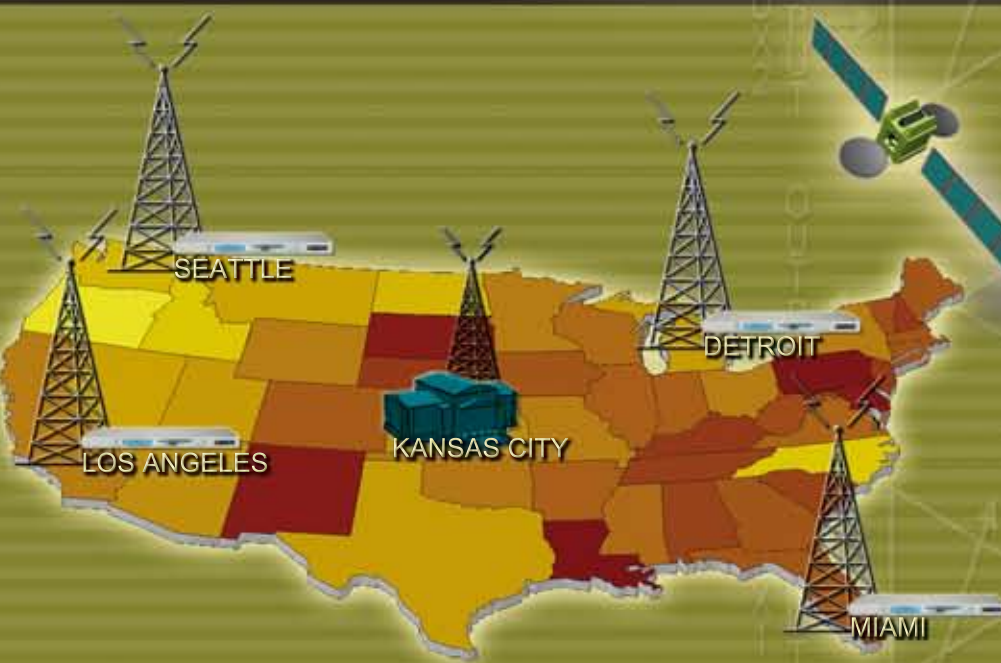 SEATTLE
DETROIT
KANSAS CITY
LOS ANGELES
MIAMI